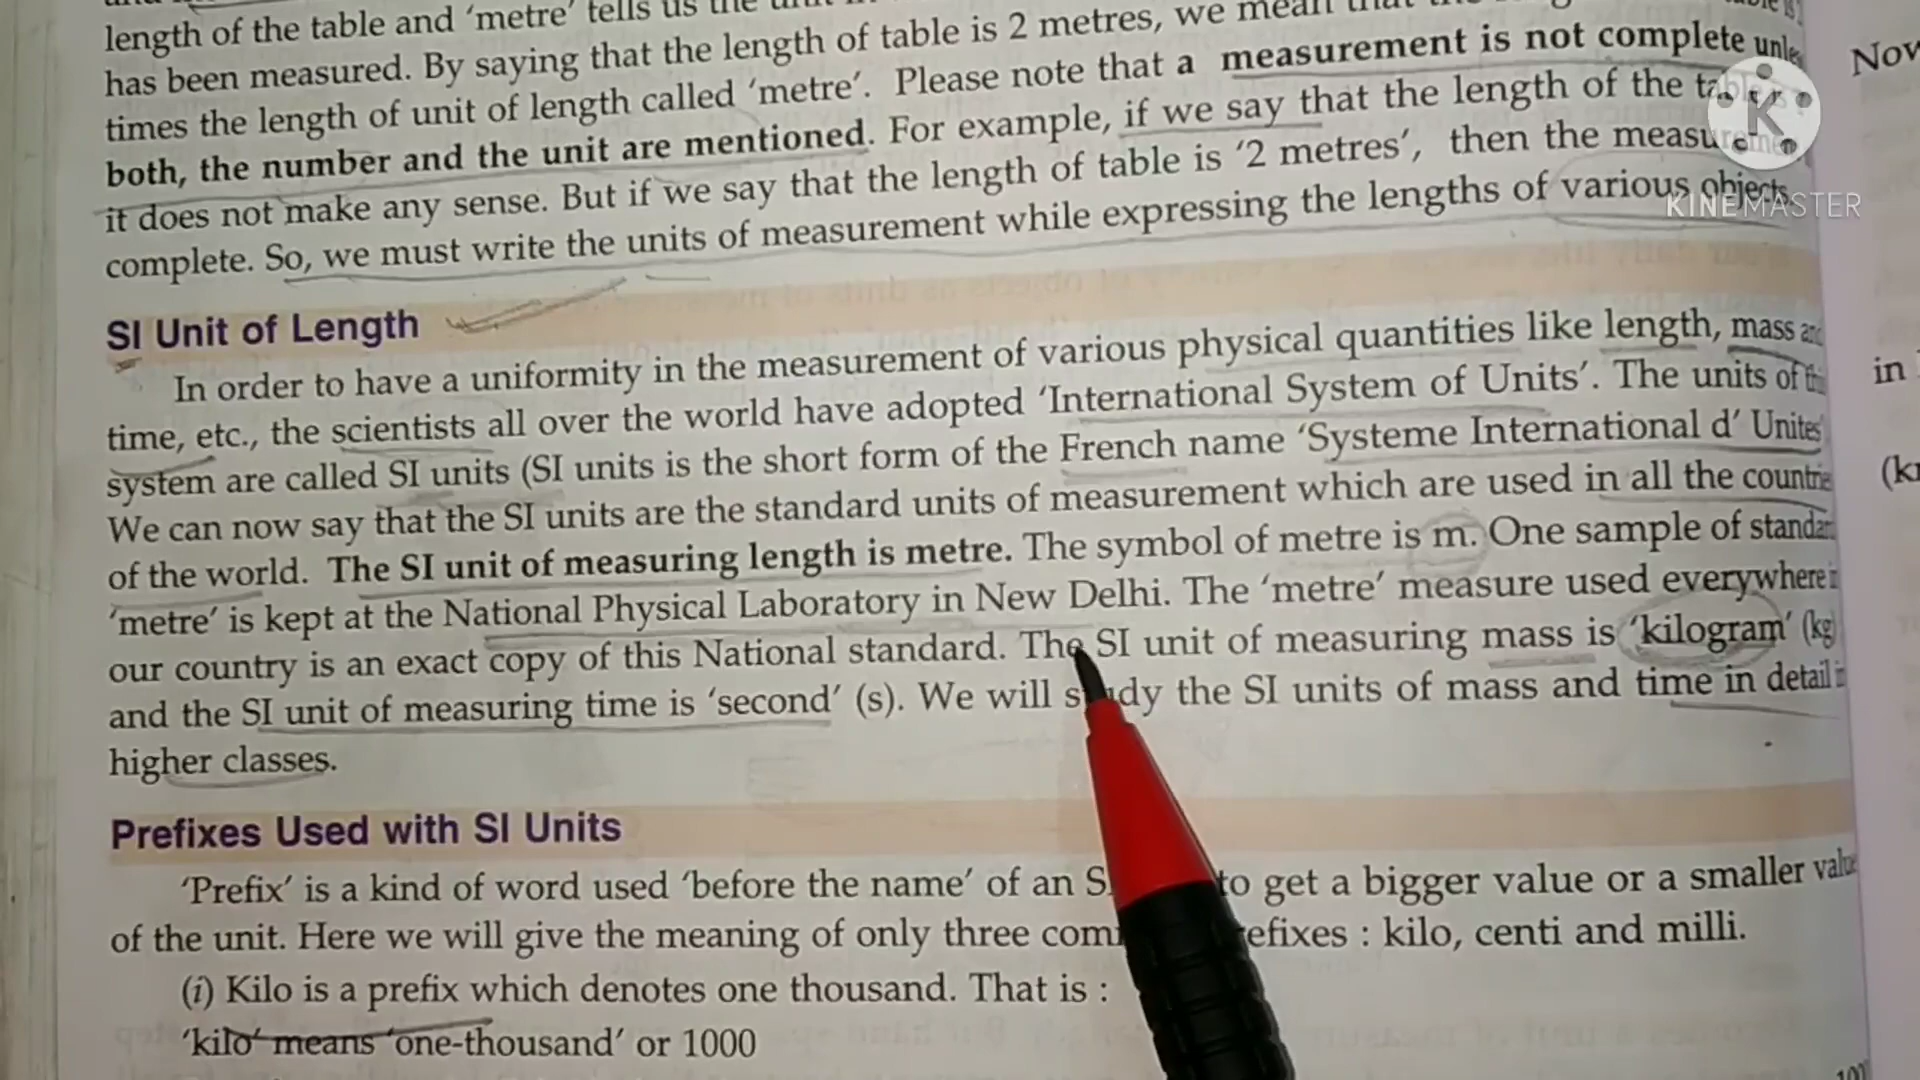 length of the table and 'metre' tells us the
has been measured. By saying that the length of table is 2 metres, we mean that the
times the length of unit of length called 'metre'. Please note that a measurement is not complete
both, the number and the unit are mentioned. For example, if we say that the length of the
it does not make any sense. But if we say that the length of table is '2 metres', then the
complete. So, we must write the units of measurement while expressing the lengths of various objects
KINEMASTER
SI Unit of Length
In order to have a uniformity in the measurement of various physical quantities like length, mass
time, etc., the scientists all over the world have adopted 'International System of Units'. The units of
system are called SI units (SI units is the short form of the French name 'Systeme International d' Unites'
We can now say that the SI units are the standard units of measurement which are used in all the
of the world. The SI unit of measuring length is metre. The symbol of metre is m. One sample of
'metre' is kept at the National Physical Laboratory in New Delhi. The 'metre' measure used everywhere
our country is an exact copy of this National standard. The SI unit of measuring mass is 'kilogram' (kg)
and the SI unit of measuring time is 'second' (s). We will study the SI units of mass and time in detail
higher classes.
Prefixes Used with SI Units
'Prefix' is a kind of word used 'before the name' of an to get a bigger value or a smaller
of the unit. Here we will give the meaning of only three : kilo, centi and milli.
(i) Kilo is a prefix which denotes one thousand. That is :
'kilo' means 'one-thousand' or 1000
Now
in